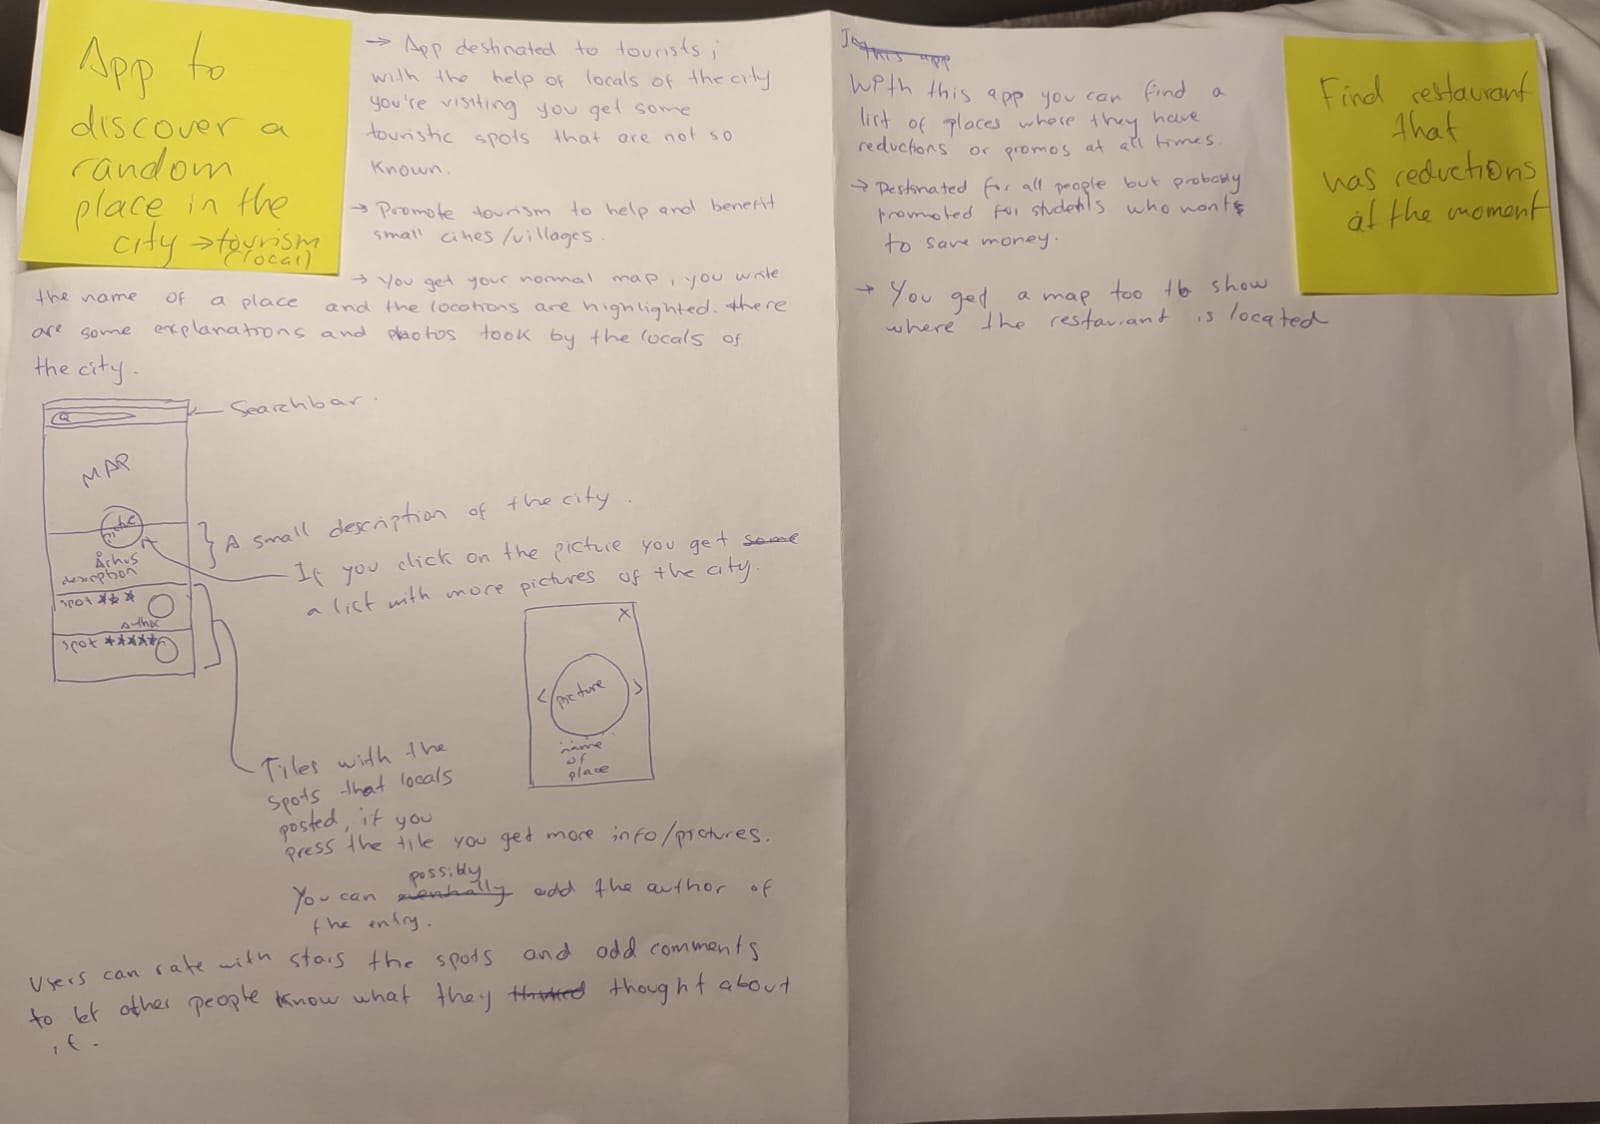 App to
discover a
random
place in the
city → tourism
(local)
→ App destinated to tourists;
with the help of locals of the city
you're visiting you get some
touristic spots that are not so
known.
→ Promote tourism to help and benefit
small cities/villages.
→ You get your normal map, you write
the name of a place and the locations are highlighted. there
are some explanations and photos took by the locals of
the city.
Searchbar.
MAP
Århus
description
spot ***
author
spot *****
A small description of the city.
If you click on the picture you get some
a list with more pictures of the city.
X
< picture >
name
of
place
Tiles with the
spots that locals
posted, if you
press the tile you get more info/pictures.
possibly
You can eventually add the author of
the entry.
Users can rate with stars the spots and add comments
to let other people know what they thought about
it.
this app
With this app you can find a
list of places where they have
reductions or promos at all times.
→ Destinated for all people but probably
promoted for students who wants
to save money.
→ You get a map too to show
where the restaurant is located
Find restaurant
that
has reductions
at the moment